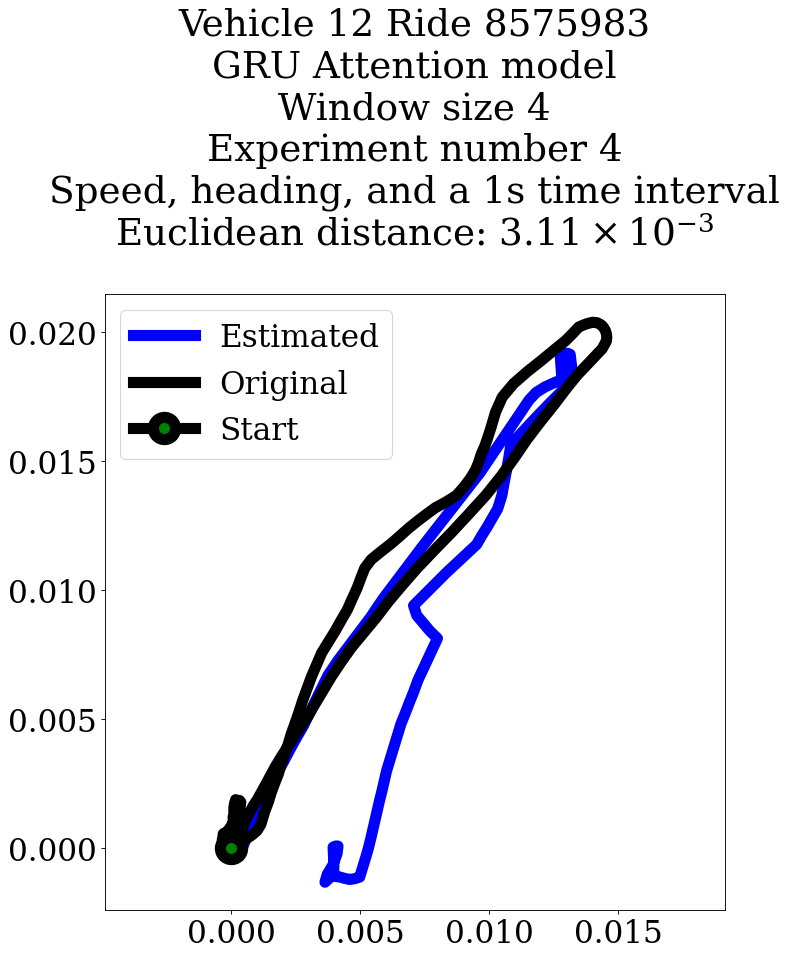 Vehicle 12 Ride 8575983
GRU Attention model
Window size 4
Experiment number 4
Speed, heading, and a 1s time interval
Euclidean distance: 3.11 × 10⁻³
Estimated
Original
Start
0.020
0.015
0.010
0.005
0.000
0.000 0.005 0.010 0.015